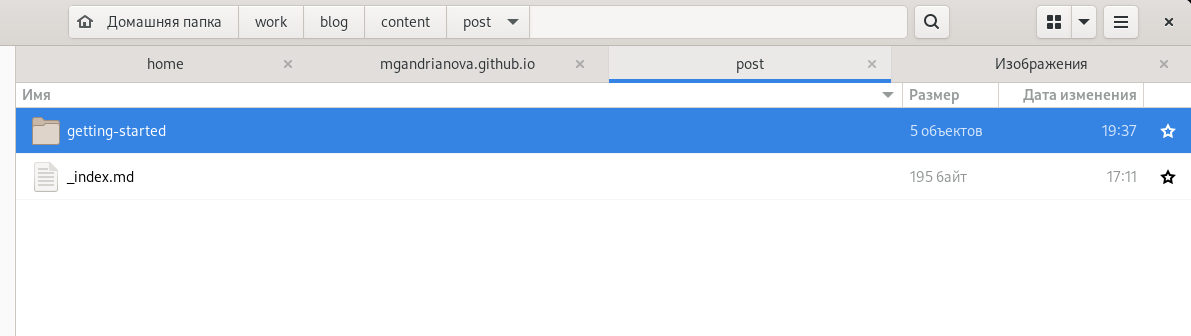 Домашняя папка work blog content post
home mgandrianova.github.io post Изображения
Имя Размер Дата изменения
getting-started 5 объектов 19:37
_index.md 195 байт 17:11